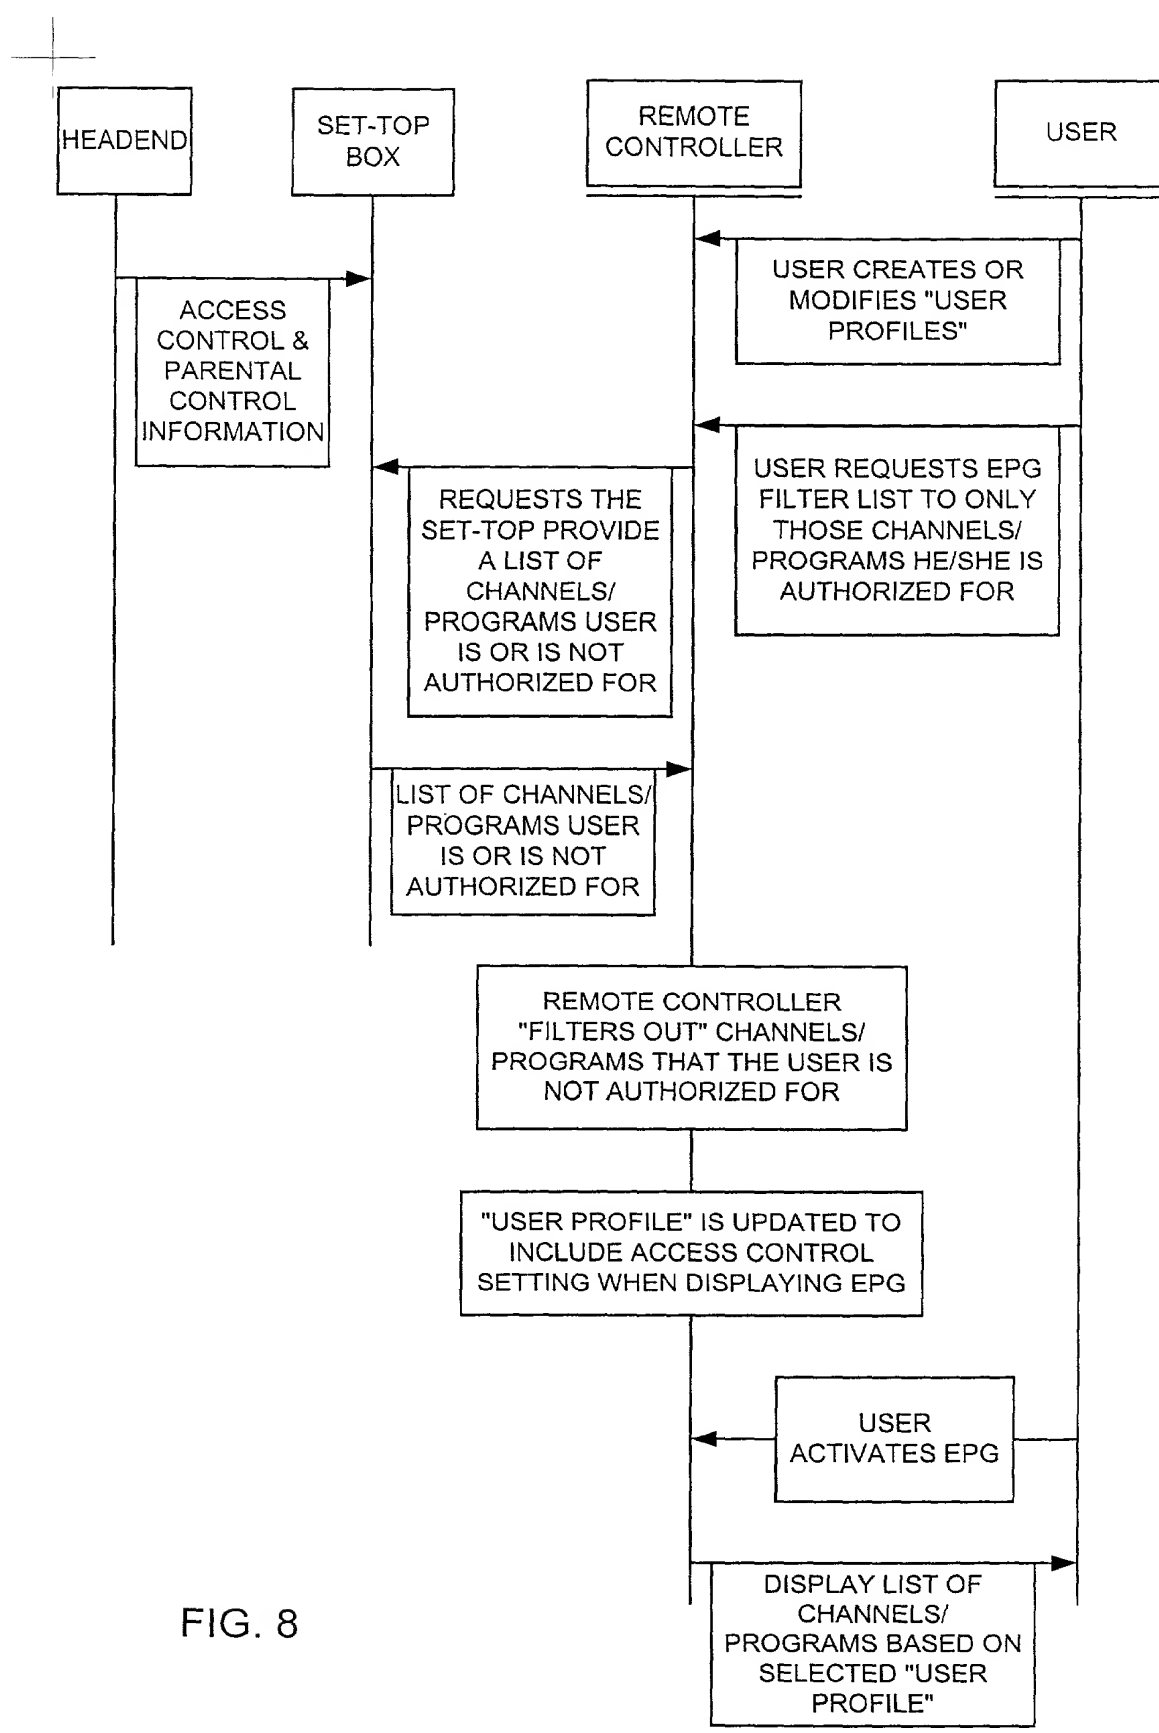 HEADEND
SET-TOP
BOX
REMOTE
CONTROLLER
USER
USER CREATES OR
MODIFIES "USER
PROFILES"
ACCESS
CONTROL &
PARENTAL
CONTROL
INFORMATION
USER REQUESTS EPG
FILTER LIST TO ONLY
THOSE CHANNELS/
PROGRAMS HE/SHE IS
AUTHORIZED FOR
REQUESTS THE
SET-TOP PROVIDE
A LIST OF
CHANNELS/
PROGRAMS USER
IS OR IS NOT
AUTHORIZED FOR
LIST OF CHANNELS/
PROGRAMS USER
IS OR IS NOT
AUTHORIZED FOR
REMOTE CONTROLLER
"FILTERS OUT" CHANNELS/
PROGRAMS THAT THE USER IS
NOT AUTHORIZED FOR
"USER PROFILE" IS UPDATED TO
INCLUDE ACCESS CONTROL
SETTING WHEN DISPLAYING EPG
USER
ACTIVATES EPG
DISPLAY LIST OF
CHANNELS/
PROGRAMS BASED ON
SELECTED "USER
PROFILE"
FIG. 8